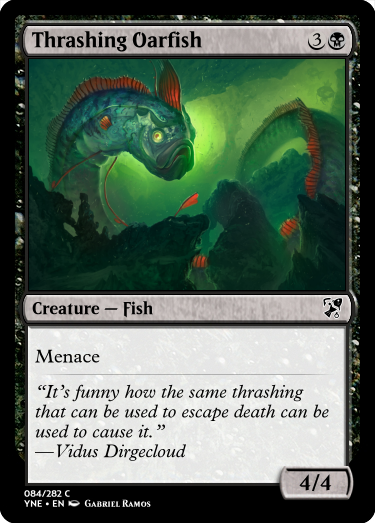 Thrashing Oarfish 3
Creature — Fish
Menace
“It’s funny how the same thrashing
that can be used to escape death can be
used to cause it.”
—Vidus Dirgecloud
4/4
084/282 C
YNE • EN Gabriel Ramos